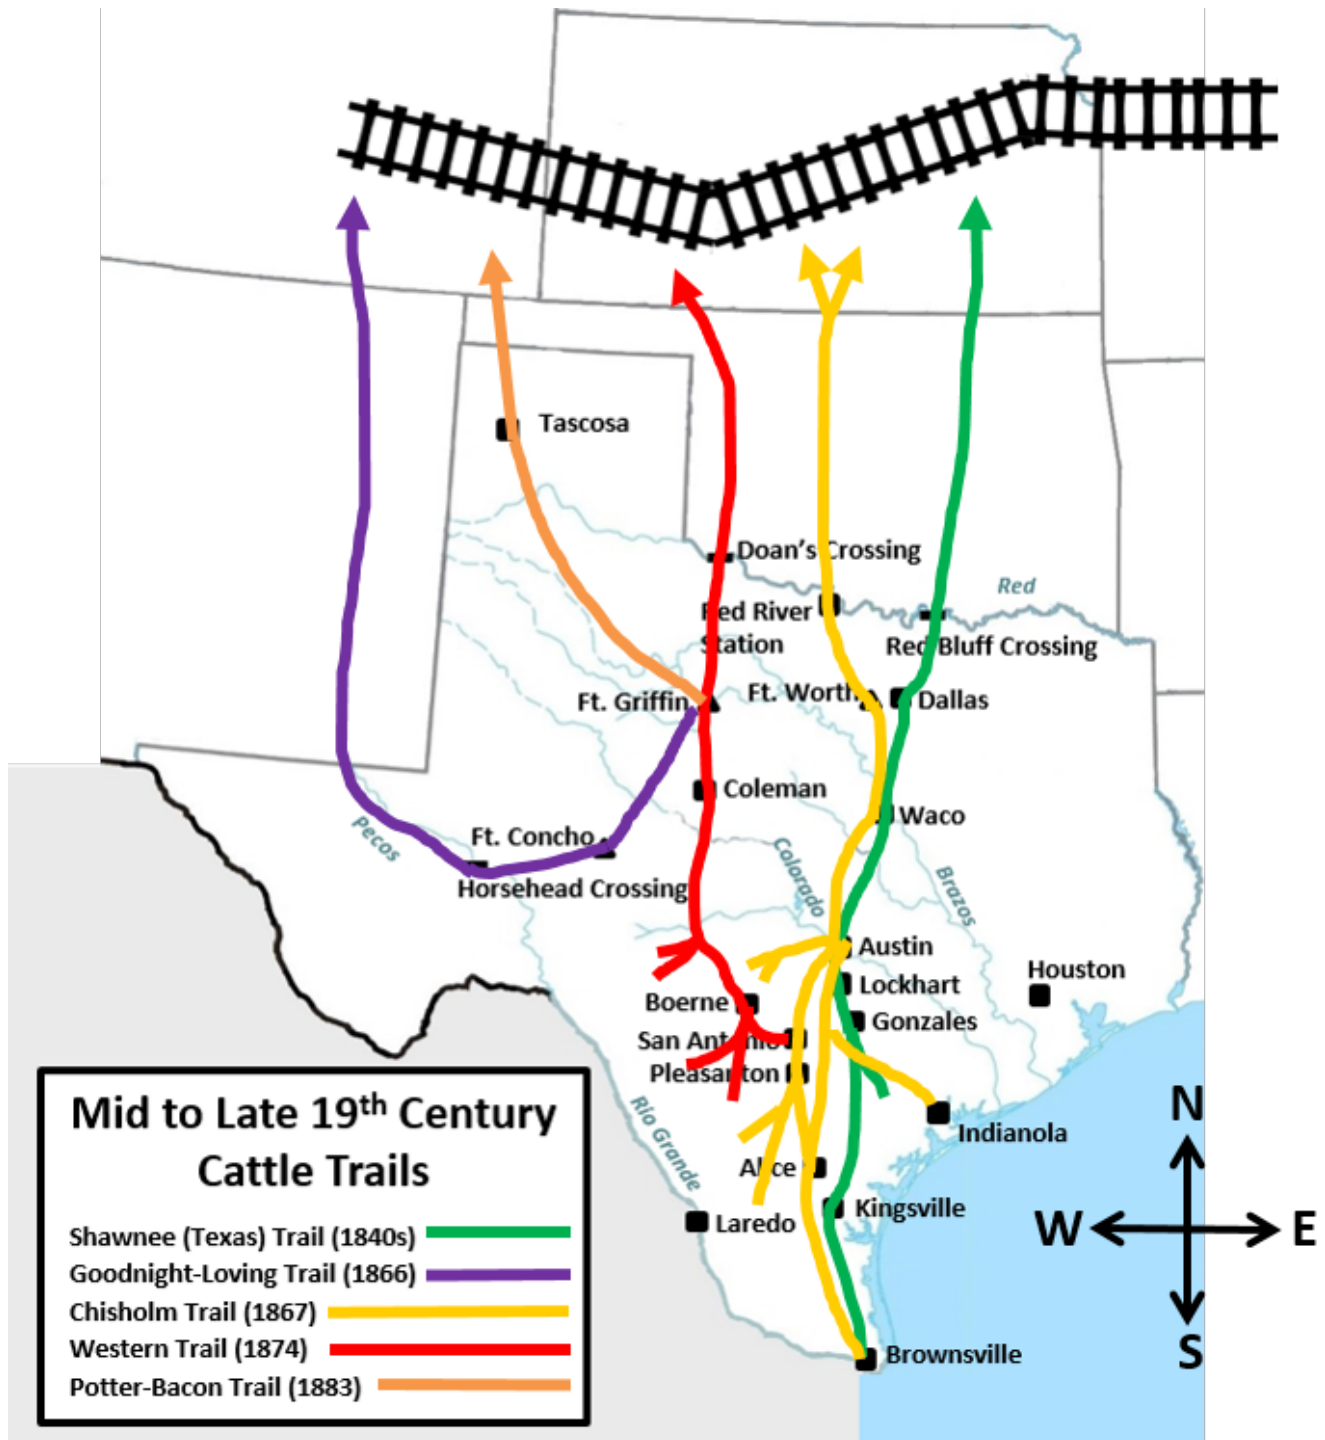 Tascosa
Doan's Crossing
Red
Red River
Station
Red Bluff Crossing
Ft. Griffin
Ft. Worth
Dallas
Coleman
Waco
Pecos
Ft. Concho
Horsehead Crossing
Colorado
Brazos
Austin
Houston
Lockhart
Boerne
Gonzales
San Antonio
Pleasanton
Rio Grande
Indianola
Alice
Kingsville
Laredo
Brownsville
N
W
E
S
Mid to Late 19th Century
Cattle Trails
Shawnee (Texas) Trail (1840s)
Goodnight-Loving Trail (1866)
Chisholm Trail (1867)
Western Trail (1874)
Potter-Bacon Trail (1883)